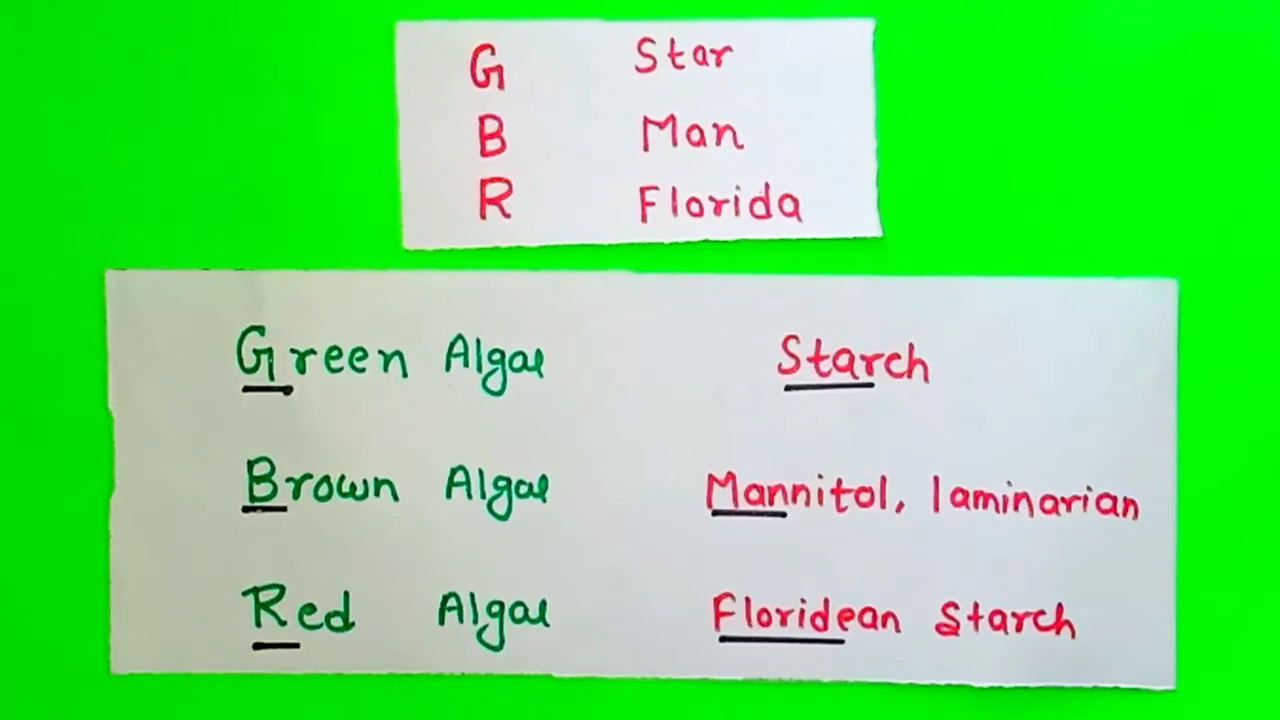 G Star
B Man
R Florida
Green Algae Starch
Brown Algae Mannitol, laminarian
Red Algae Floridean Starch